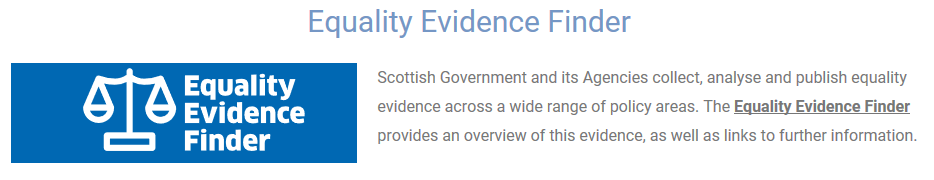 Equality Evidence Finder
Equality
Evidence
Finder
Scottish Government and its Agencies collect, analyse and publish equality
evidence across a wide range of policy areas. The Equality Evidence Finder
provides an overview of this evidence, as well as links to further information.